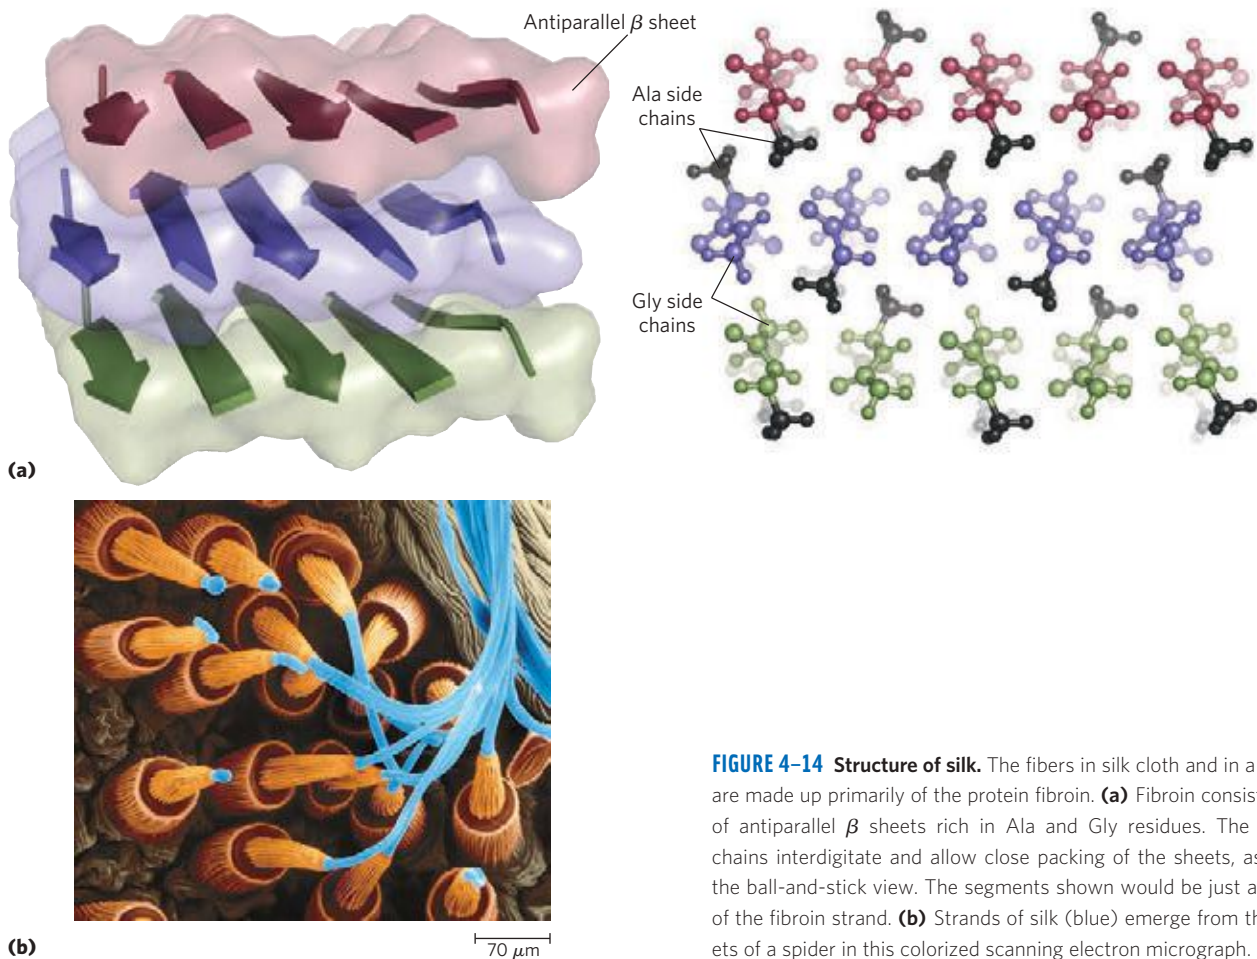 Antiparallel β sheet
Ala side
chains
Gly side
chains
(a)
(b)
70 μm
FIGURE 4–14 Structure of silk. The fibers in silk cloth and in a
are made up primarily of the protein fibroin. (a) Fibroin consis
of antiparallel β sheets rich in Ala and Gly residues. The
chains interdigitate and allow close packing of the sheets, as
the ball-and-stick view. The segments shown would be just a
of the fibroin strand. (b) Strands of silk (blue) emerge from th
ets of a spider in this colorized scanning electron micrograph.